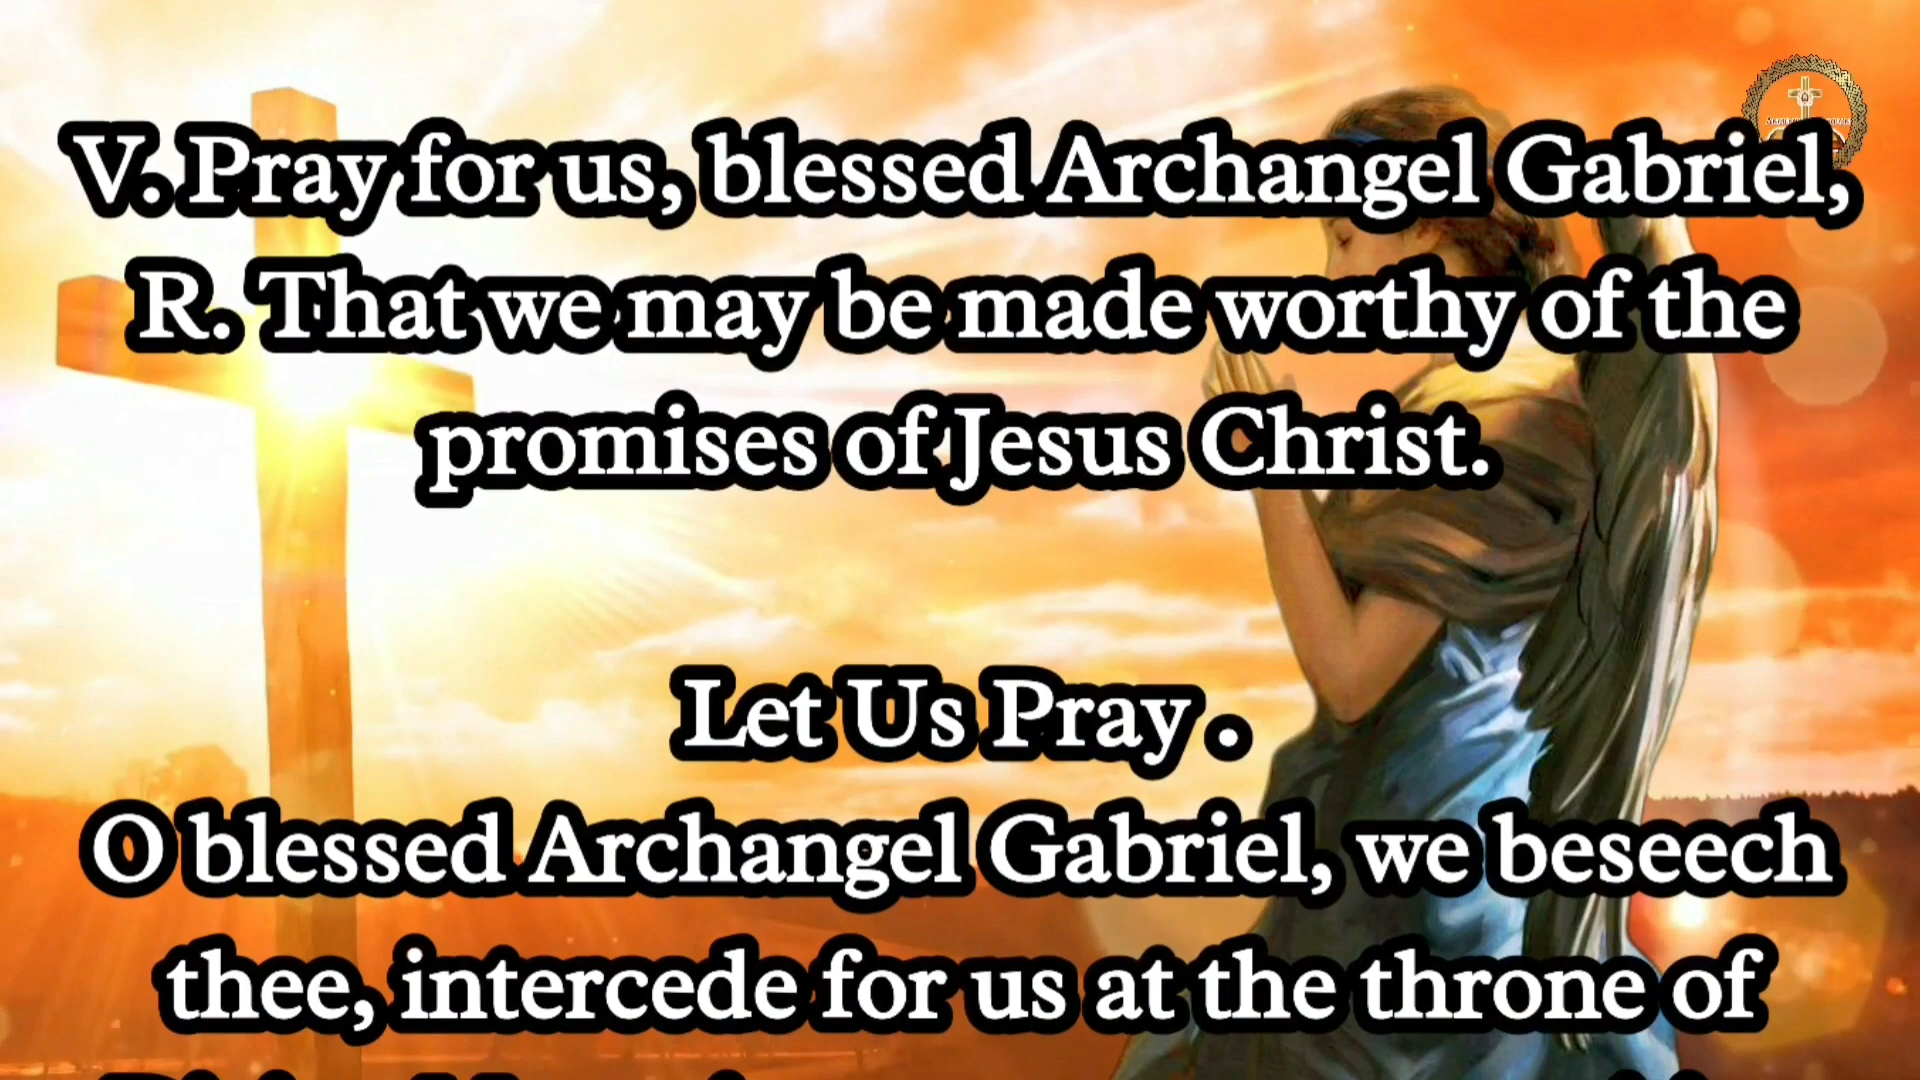 V. Pray for us, blessed Archangel Gabriel,
R. That we may be made worthy of the
promises of Jesus Christ.
Let Us Pray.
O blessed Archangel Gabriel, we beseech
thee, intercede for us at the throne of